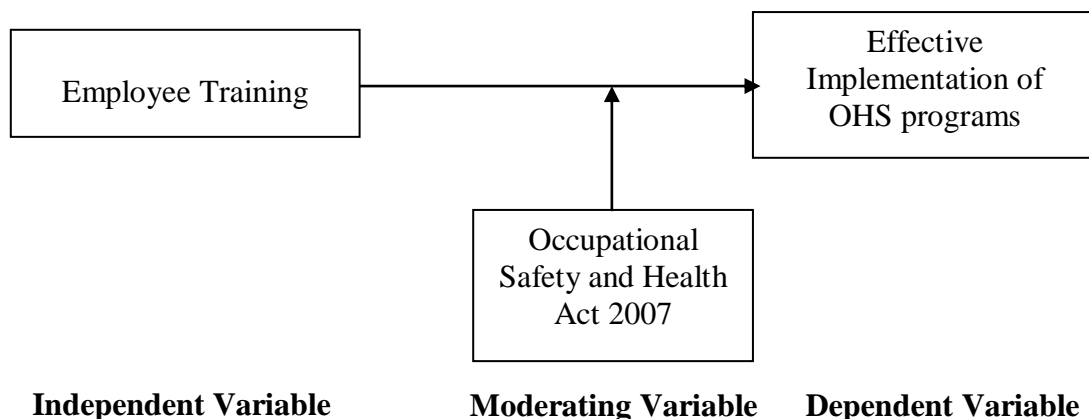 Employee Training
Effective
Implementation of
OHS programs
Occupational
Safety and Health
Act 2007
Independent Variable
Moderating Variable
Dependent Variable